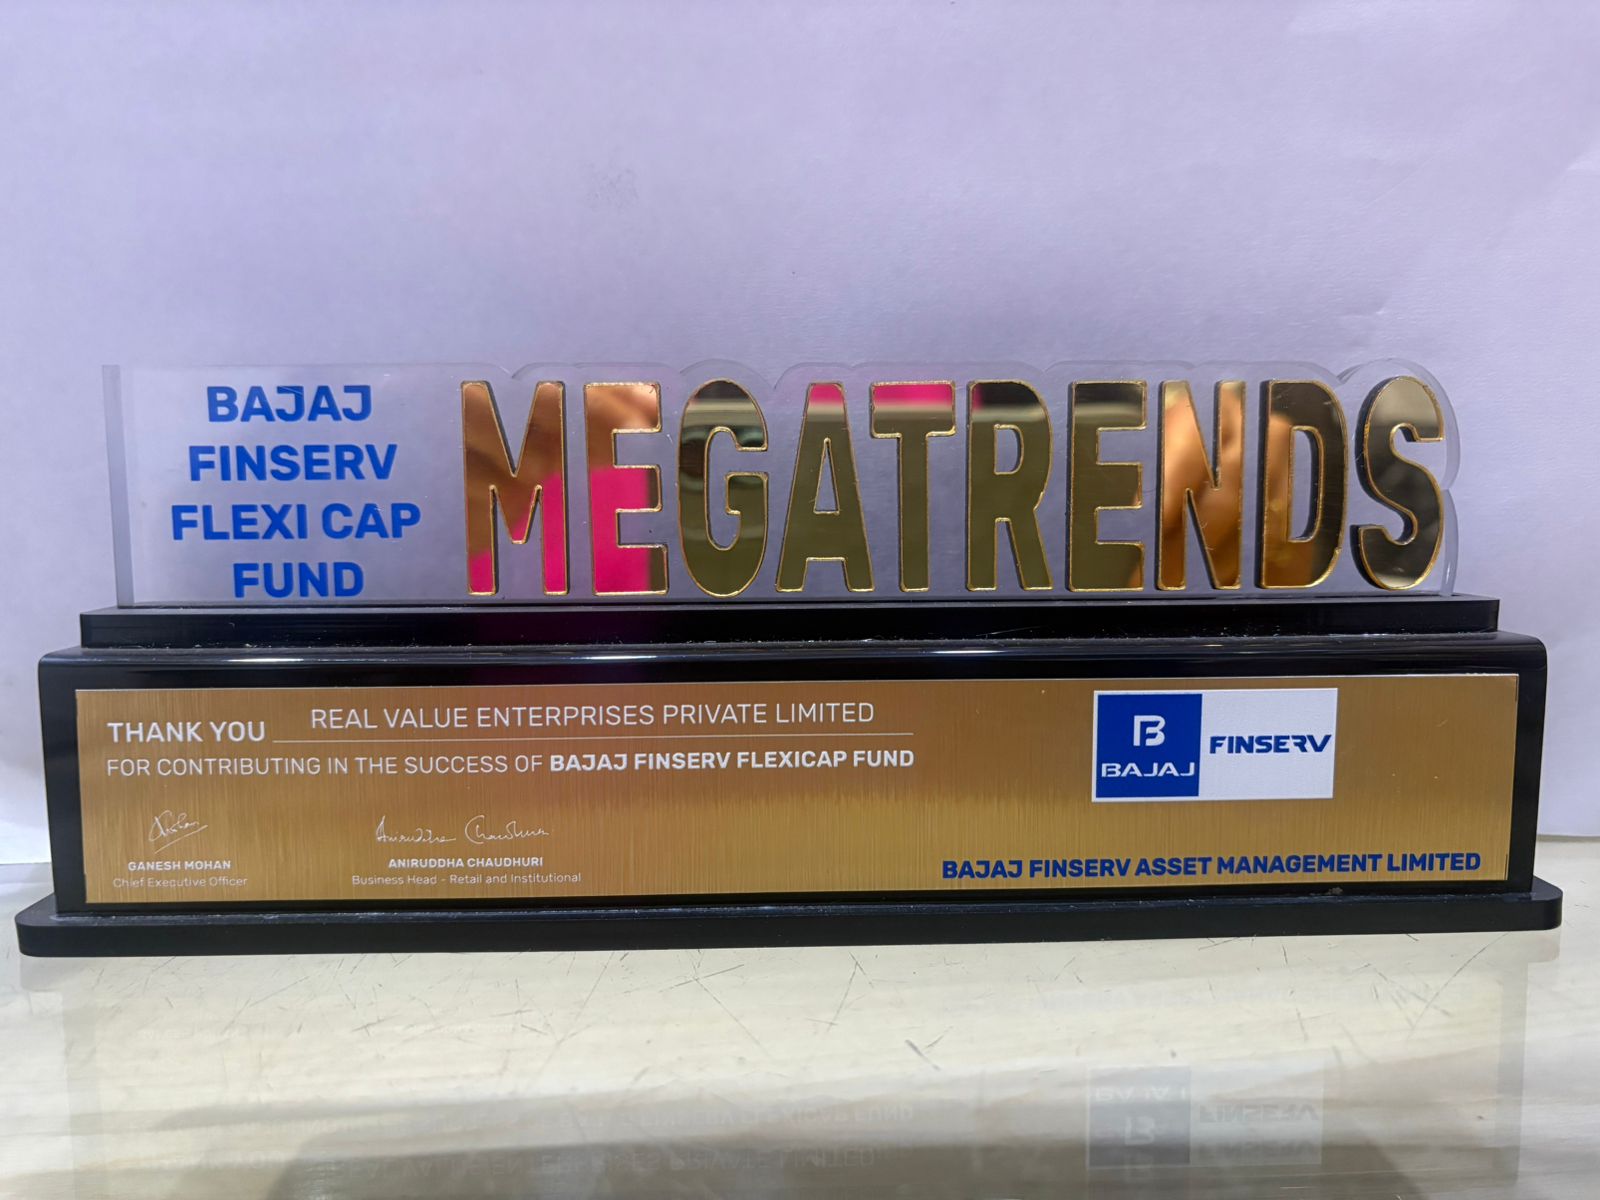 BAJAJ
FINSERV
FLEXI CAP
FUND
MEGATRENDS
THANK YOU REAL VALUE ENTERPRISES PRIVATE LIMITED
FOR CONTRIBUTING IN THE SUCCESS OF BAJAJ FINSERV FLEXICAP FUND
B
BAJAJ
FINSERV
Aniruddha Chaudhuri
GANESH MOHAN
Chief Executive Officer
ANIRUDDHA CHAUDHURI
Business Head - Retail and Institutional
BAJAJ FINSERV ASSET MANAGEMENT LIMITED